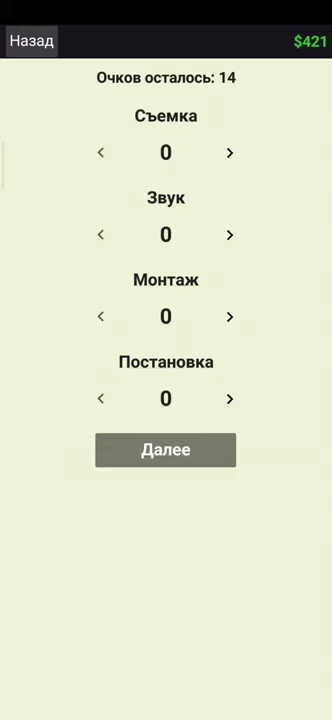 Назад
$421
Очков осталось: 14
Съемка
0
Звук
0
Монтаж
0
Постановка
0
Далее